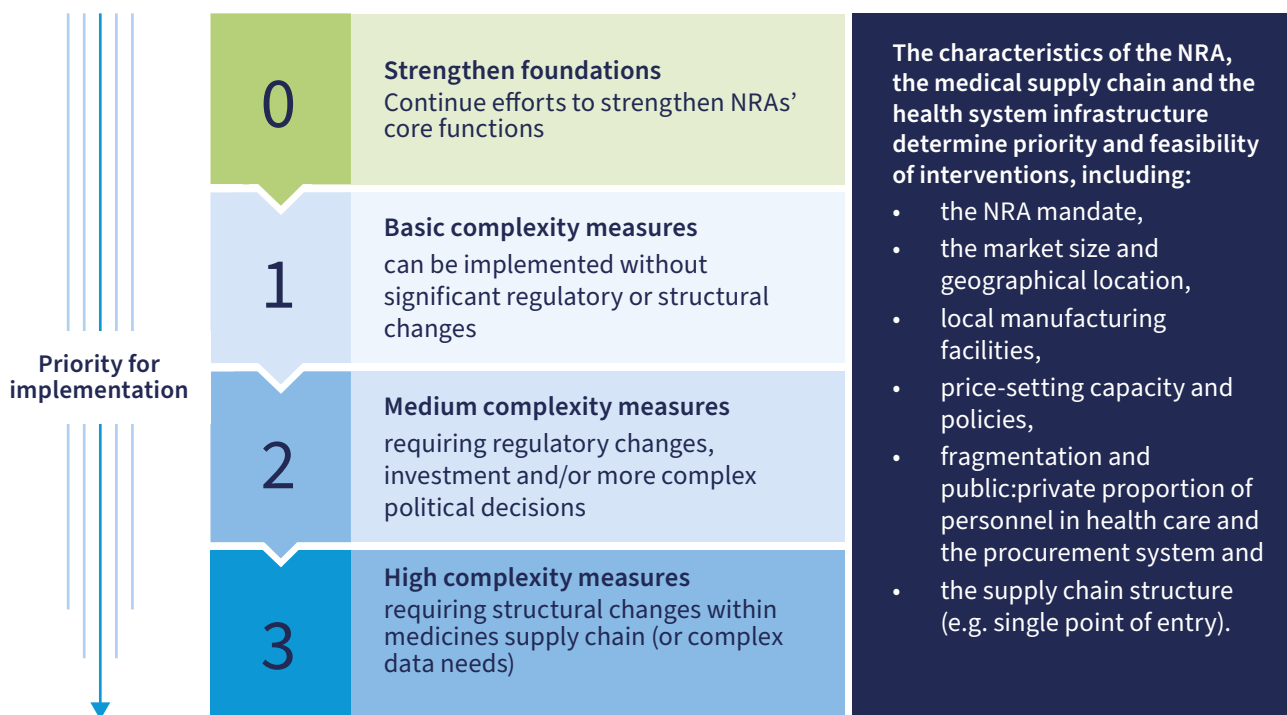 Priority for
implementation
0
Strengthen foundations
Continue efforts to strengthen NRAs’
core functions
1
Basic complexity measures
can be implemented without
significant regulatory or structural
changes
2
Medium complexity measures
requiring regulatory changes,
investment and/or more complex
political decisions
3
High complexity measures
requiring structural changes within
medicines supply chain (or complex
data needs)
The characteristics of the NRA,
the medical supply chain and the
health system infrastructure
determine priority and feasibility
of interventions, including:
• the NRA mandate,
• the market size and
geographical location,
• local manufacturing
facilities,
• price-setting capacity and
policies,
• fragmentation and
public:private proportion of
personnel in health care and
the procurement system and
• the supply chain structure
(e.g. single point of entry).